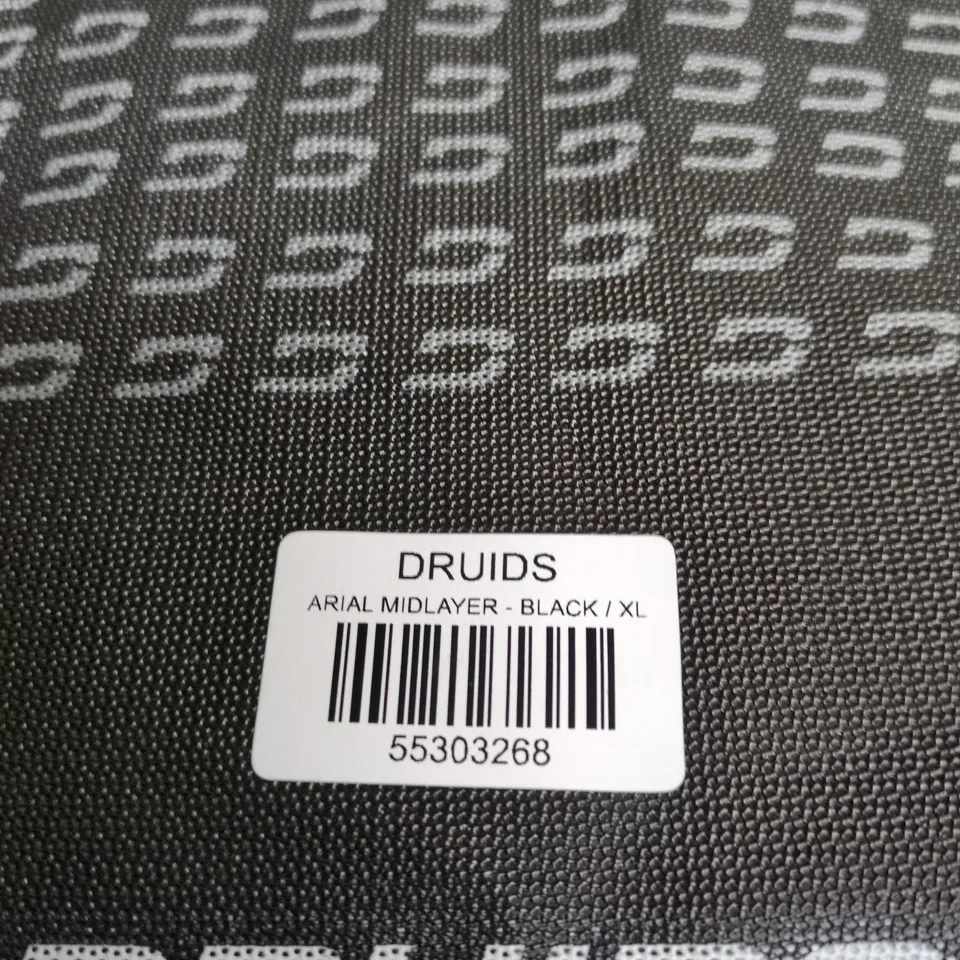 DRUIDS
ARIAL MIDLAYER - BLACK / XL
55303268